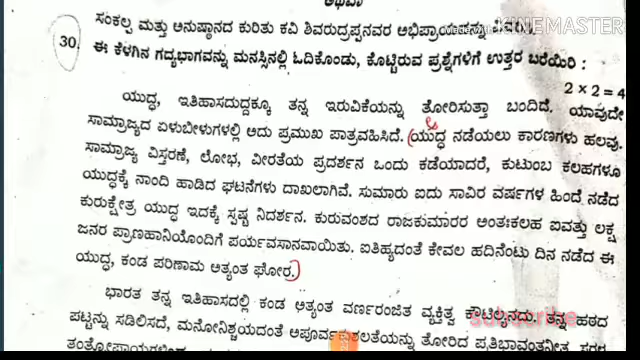 ಅಥವಾ
ಸಂಕಲ್ಪ ಮತ್ತು ಅನುಷ್ಠಾನದ ಕುರಿತು ಕವಿ ಶಿವರುದ್ರಪ್ಪನವರ ಅಭಿಪ್ರಾಯವನ್ನು
KINEMASTER
30. ಈ ಕೆಳಗಿನ ಗದ್ಯಭಾಗವನ್ನು ಮನಸ್ಸಿನಲ್ಲಿ ಓದಿಕೊಂಡು, ಕೊಟ್ಟಿರುವ ಪ್ರಶ್ನೆಗಳಿಗೆ ಉತ್ತರ ಬರೆಯಿರಿ :
2 × 2 = 4
ಯುದ್ಧ, ಇತಿಹಾಸದುದ್ದಕ್ಕೂ ತನ್ನ ಇರುವಿಕೆಯನ್ನು ತೋರಿಸುತ್ತಾ ಬಂದಿದೆ. ಯಾವುದೇ
ಸಾಮ್ರಾಜ್ಯದ ಏಳುಬೀಳುಗಳಲ್ಲಿ ಅದು ಪ್ರಮುಖ ಪಾತ್ರವಹಿಸಿದೆ. (ಯುದ್ಧ ನಡೆಯಲು ಕಾರಣಗಳು ಹಲವು.
ಸಾಮ್ರಾಜ್ಯ ವಿಸ್ತರಣೆ, ಲೋಭ, ವೀರತೆಯ ಪ್ರದರ್ಶನ ಒಂದು ಕಡೆಯಾದರೆ, ಕುಟುಂಬ ಕಲಹಗಳೂ
ಯುದ್ಧಕ್ಕೆ ನಾಂದಿ ಹಾಡಿದ ಘಟನೆಗಳು ದಾಖಲಾಗಿವೆ. ಸುಮಾರು ಐದು ಸಾವಿರ ವರ್ಷಗಳ ಹಿಂದೆ ನಡೆದ
ಕುರುಕ್ಷೇತ್ರ ಯುದ್ಧ ಇದಕ್ಕೆ ಸ್ಪಷ್ಟ ನಿದರ್ಶನ. ಕುರುವಂಶದ ರಾಜಕುಮಾರರ ಅಂತಃಕಲಹ ಐವತ್ತು ಲಕ್ಷ
ಜನರ ಪ್ರಾಣಹಾನಿಯೊಂದಿಗೆ ಪರ್ಯವಸಾನವಾಯಿತು. ಐತಿಹ್ಯದಂತೆ ಕೇವಲ ಹದಿನೆಂಟು ದಿನ ನಡೆದ ಈ
ಯುದ್ಧ, ಕಂಡ ಪರಿಣಾಮ ಅತ್ಯಂತ ಘೋರ.)
ಭಾರತ ತನ್ನ ಇತಿಹಾಸದಲ್ಲಿ ಕಂಡ ಅತ್ಯಂತ ವರ್ಣರಂಜಿತ ವ್ಯಕ್ತಿತ್ವ ಕೌಟಿಲ್ಯನದು. ತನ್ನ ಹಠದ
subscribe
ಪಟ್ಟನ್ನು ಸಡಿಲಿಸದೆ, ಮನೋನಿಶ್ಚಯದಂತೆ ಅಪೂರ್ವ ಕುಶಲತೆಯನ್ನು ತೋರಿದ ಪ್ರತಿಭಾವಂತನೀತ.